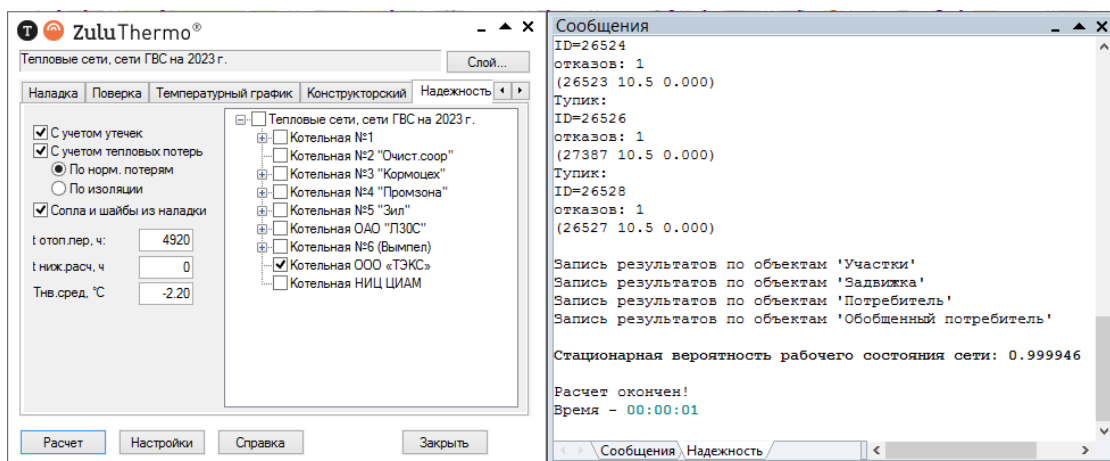 ZuluThermo®
Тепловые сети, сети ГВС на 2023 г.
Слой...
Наладка
Поверка
Температурный график
Конструкторский
Надежность
С учетом утечек
С учетом тепловых потерь
По норм. потерям
По изоляции
Сопла и шайбы из наладки
t отоп.пер, ч: 4920
t ниж.расч, ч 0
Tнв.сред, °С -2.20
Тепловые сети, сети ГВС на 2023 г.
Котельная №1
Котельная №2 "Очист.соор"
Котельная №3 "Кормоцех"
Котельная №4 "Промзона"
Котельная №5 "Зил"
Котельная ОАО "ЛЗОС"
Котельная №6 (Вымпел)
Котельная ООО «ТЭКС»
Котельная НИЦ ЦИАМ
Расчет
Настройки
Справка
Закрыть
Сообщения
ID=26524
отказов: 1
(26523 10.5 0.000)
Тупик:
ID=26526
отказов: 1
(27387 10.5 0.000)
Тупик:
ID=26528
отказов: 1
(26527 10.5 0.000)
Запись результатов по объектам 'Участки'
Запись результатов по объектам 'Задвижка'
Запись результатов по объектам 'Потребитель'
Запись результатов по объектам 'Обобщенный потребитель'
Стационарная вероятность рабочего состояния сети: 0.999946
Расчет окончен!
Время - 00:00:01
Сообщения
Надежность